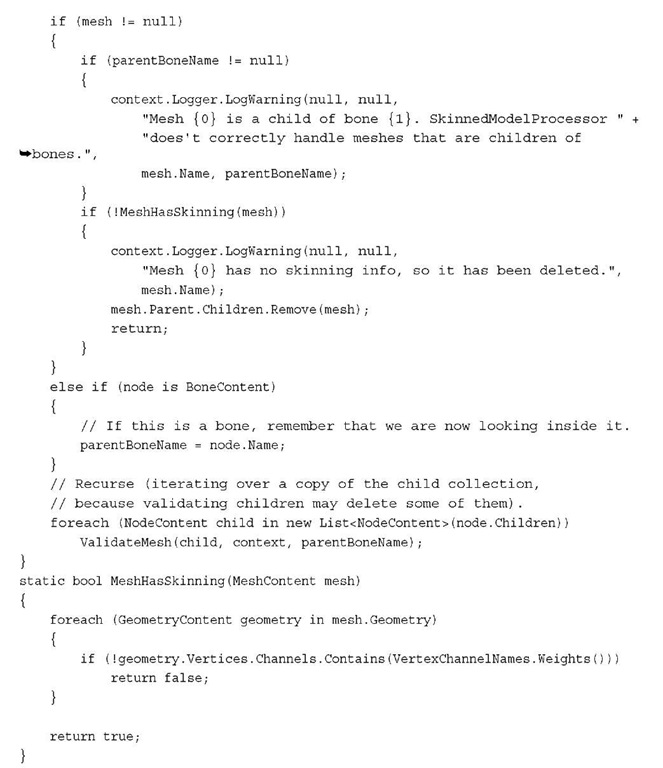 if (mesh != null)
{
if (parentBoneName != null)
{
context.Logger.LogWarning(null, null,
"Mesh {0} is a child of bone {1}. SkinnedModelProcessor " +
"does't correctly handle meshes that are children of
➥bones.",
mesh.Name, parentBoneName);
}
if (!MeshHasSkinning(mesh))
{
context.Logger.LogWarning(null, null,
"Mesh {0} has no skinning info, so it has been deleted.",
mesh.Name);
mesh.Parent.Children.Remove(mesh);
return;
}
}
else if (node is BoneContent)
{
// If this is a bone, remember that we are now looking inside it.
parentBoneName = node.Name;
}
// Recurse (iterating over a copy of the child collection,
// because validating children may delete some of them).
foreach (NodeContent child in new List<NodeContent>(node.Children))
ValidateMesh(child, context, parentBoneName);
}
static bool MeshHasSkinning(MeshContent mesh)
{
foreach (GeometryContent geometry in mesh.Geometry)
{
if (!geometry.Vertices.Channels.Contains(VertexChannelNames.Weights()))
return false;
}
return true;
}